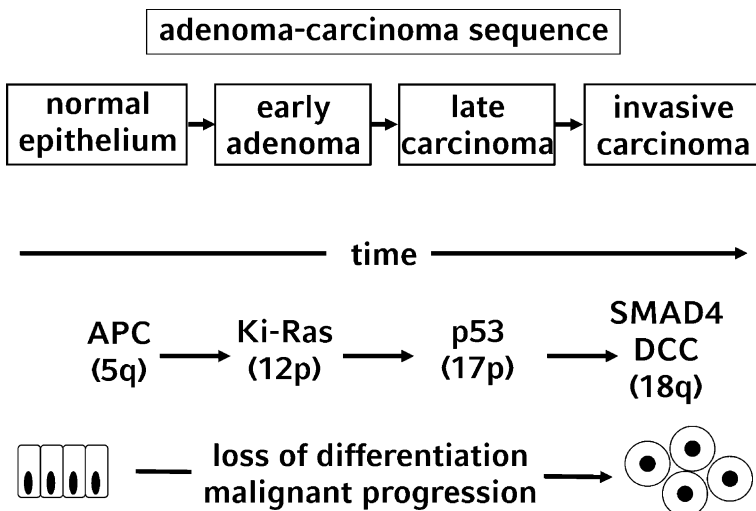 adenoma-carcinoma sequence
normal
epithelium
early
adenoma
late
carcinoma
invasive
carcinoma
time
APC
(5q)
Ki-Ras
(12p)
p53
(17p)
SMAD4
DCC
(18q)
loss of differentiation
malignant progression